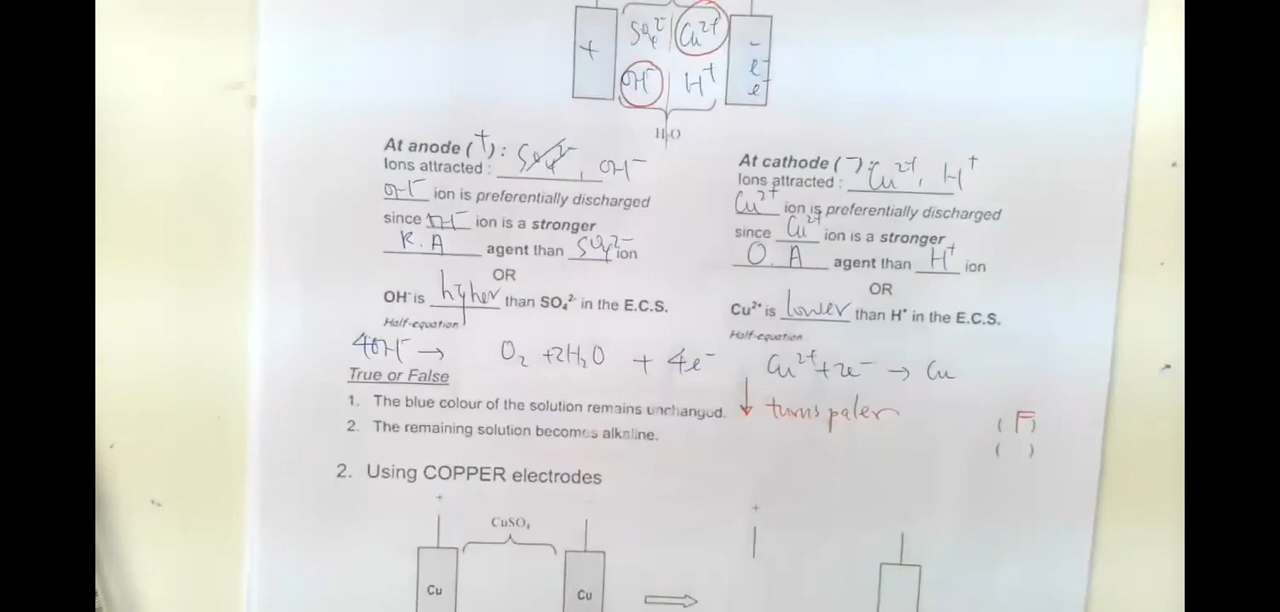 + SO₄²⁻ Cu²⁺ - e⁻
OH⁻ H⁺ e⁻
H₂O
At anode (+): SO₄²⁻, OH⁻
Ions attracted :
OH⁻ ion is preferentially discharged
since OH⁻ ion is a stronger
R.A agent than SO₄²⁻ ion
OR
OH⁻ is higher than SO₄²⁻ in the E.C.S.
Half-equation
4OH⁻ → O₂ + 2H₂O + 4e⁻
At cathode (-): Cu²⁺, H⁺
Ions attracted :
Cu²⁺ ion is preferentially discharged
since Cu²⁺ ion is a stronger
O.A agent than H⁺ ion
OR
Cu²⁺ is lower than H⁺ in the E.C.S.
Half-equation
Cu²⁺ + 2e⁻ → Cu
True or False
1. The blue colour of the solution remains unchanged. ↓ turns paler ( F )
2. The remaining solution becomes alkaline. ( )
2. Using COPPER electrodes
+ +
CuSO₄
Cu Cu